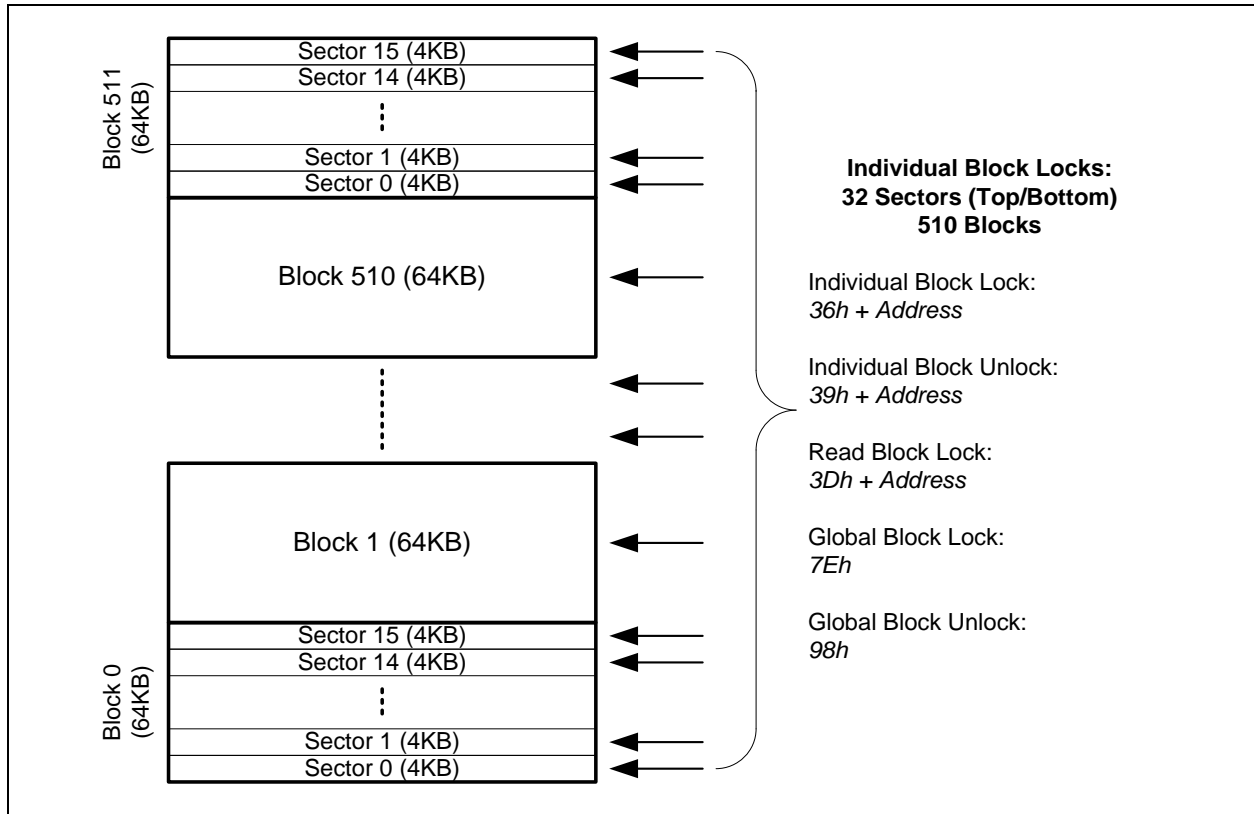 Block 511
(64KB)
Sector 15 (4KB)
Sector 14 (4KB)
Sector 1 (4KB)
Sector 0 (4KB)
Block 510 (64KB)
Block 1 (64KB)
Block 0
(64KB)
Sector 15 (4KB)
Sector 14 (4KB)
Sector 1 (4KB)
Sector 0 (4KB)
Individual Block Locks:
32 Sectors (Top/Bottom)
510 Blocks
Individual Block Lock:
36h + Address
Individual Block Unlock:
39h + Address
Read Block Lock:
3Dh + Address
Global Block Lock:
7Eh
Global Block Unlock:
98h